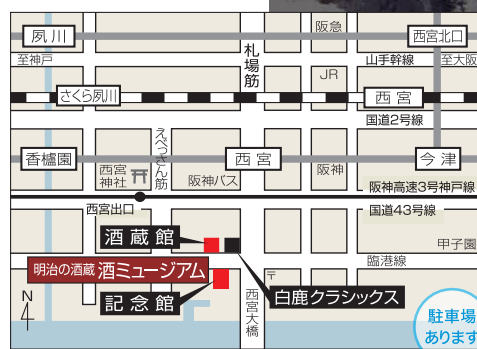 阪急
夙川
西宮北口
札場筋
至神戸
山手幹線
至大阪
JR
さくら夙川
西宮
国道2号線
えべっさん筋
香櫨園
西宮
今津
西宮
神社
阪神バス
阪神
阪神高速3号神戸線
西宮出口
国道43号線
酒蔵館
甲子園
明治の酒蔵 酒ミュージアム
臨港線
〒
N
記念館
白鹿クラシックス
西宮大橋
駐車場
あります